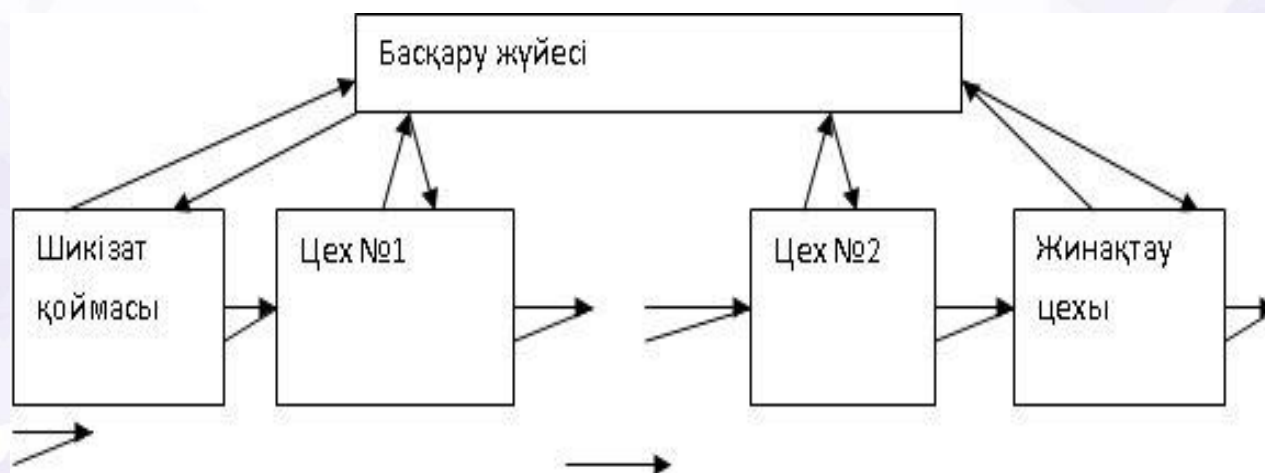 Басқару жүйесі
Шикізат
қоймасы
Цех №1
Цех №2
Жинақтау
цехы